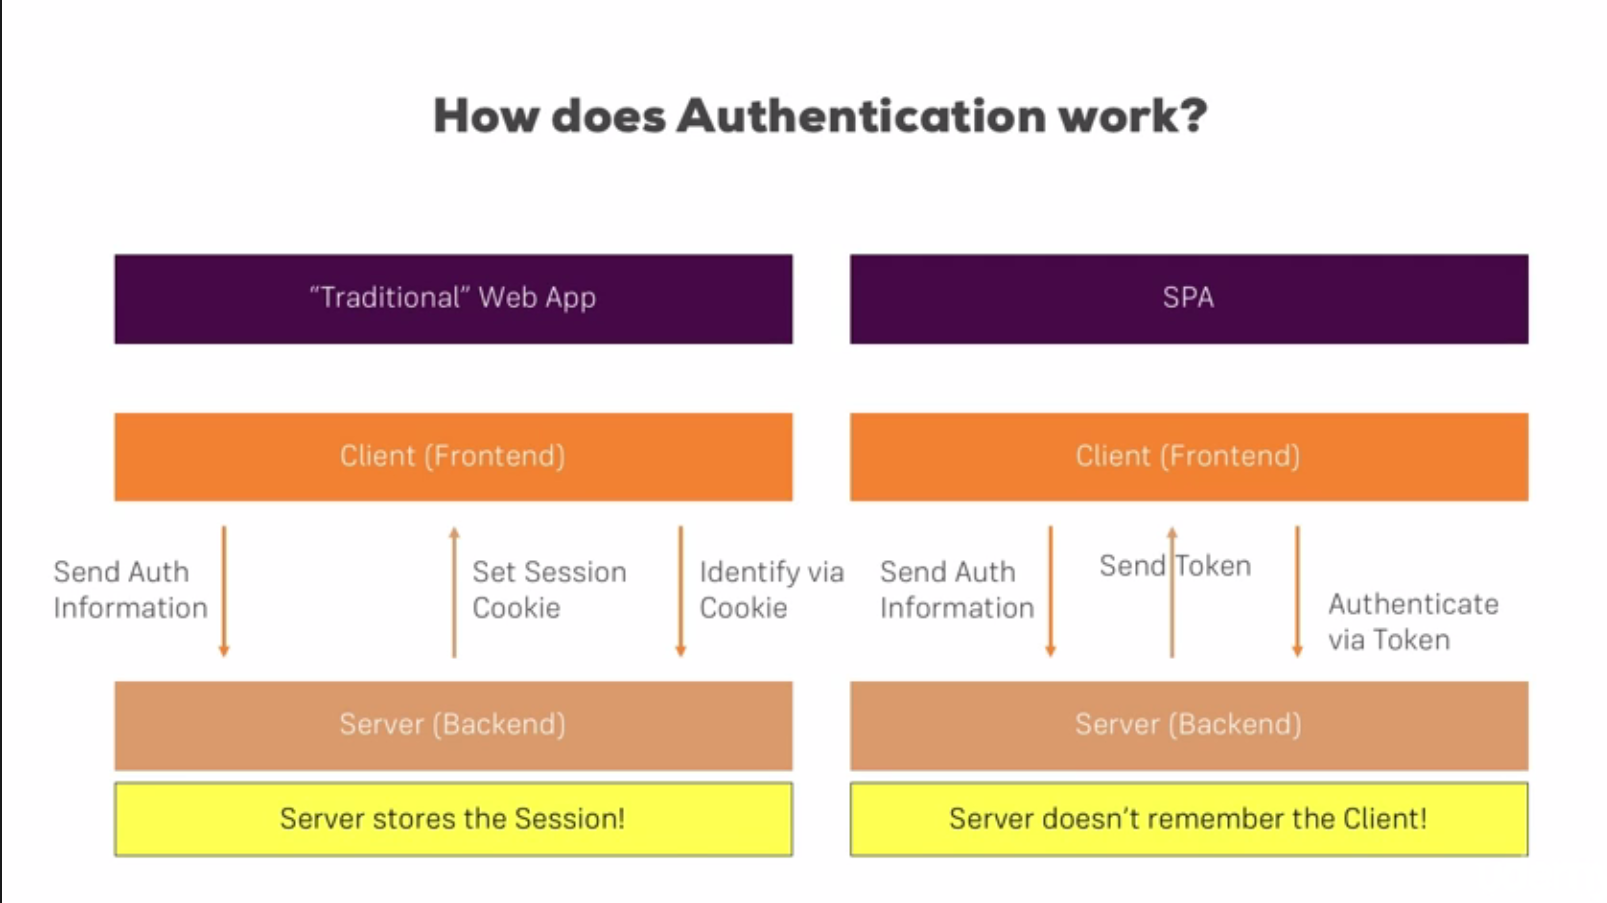 How does Authentication work?
“Traditional” Web App
SPA
Client (Frontend)
Client (Frontend)
Send Auth
Information
Set Session
Cookie
Identify via
Cookie
Send Auth
Information
Send Token
Authenticate
via Token
Server (Backend)
Server (Backend)
Server stores the Session!
Server doesn’t remember the Client!